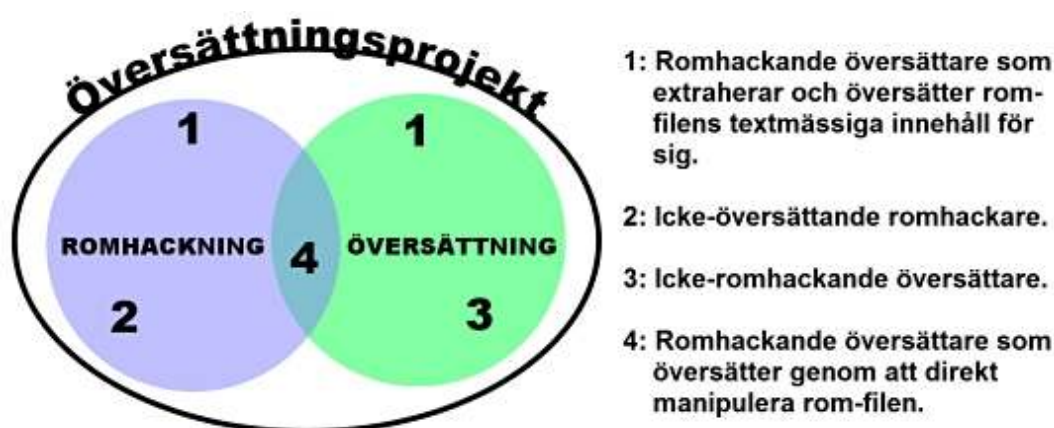 Översättningsprojekt
1
1
ROMHACKNING
4
ÖVERSÄTTNING
2
3
1: Romhackande översättare som
extraherar och översätter rom-
filens textmässiga innehåll för
sig.
2: Icke-översättande romhackare.
3: Icke-romhackande översättare.
4: Romhackande översättare som
översätter genom att direkt
manipulera rom-filen.